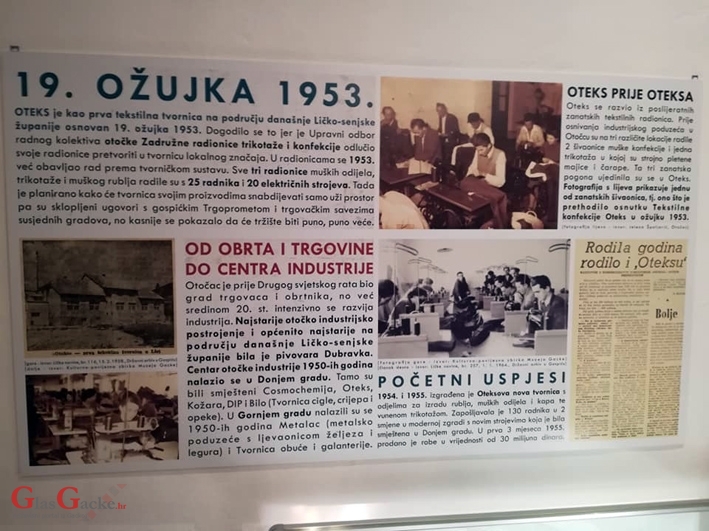 19. OŽUJKA 1953.
OTEKS je kao prva tekstilna tvornica na području današnje Ličko-senjske
županije osnovan 19. ožujka 1953. Dogodilo se to jer je Upravni odbor
radnog kolektiva otočke Zadružne radionice trikotaže i konfekcije odlučio
svoje radionice pretvoriti u tvornicu lokalnog značaja. U radionicama se 1953.
već obavljao rad prema tvorničkom sustavu. Sve tri radionice muških odijela,
trikotaže i muškog rublja radile su s 25 radnika i 20 električnih strojeva. Tada
je planirano kako će tvornica svojim proizvodima snabdijevati samo uži prostor
pa su sklopljeni ugovori s gospićkim Trgoprometom i trgovačkim savezima
susjednih gradova, no kasnije se pokazalo da će tržište biti puno, puno veće.
OTEKS PRIJE OTEKSA
Oteks se razvio iz poslijeratnih
zanatskih tekstilnih radionica. Prije
osnivanja industrijskog poduzeća u
Otočcu su na tri različite lokacije rodile
2 šivaonice muške konfekcije i jedna
trikotaža u kojoj su strojno pletene
majice i čarape. Ta tri zanatska
pogona ujedinila su se u Oteks.
Fotografija s lijeva prikazuje jednu
od zanatskih šivaonica, tj. ono što je
prethodilo osnutku Tekstilne
konfekcije Oteks u ožujku 1953.
OD OBRTA I TRGOVINE
DO CENTRA INDUSTRIJE
Otočac je prije Drugog svjetskog rata bio
grad trgovaca i obrtnika, no već
sredinom 20. st. intenzivno se razvija
industrija. Najstarije otočko industrijsko
postrojenje i općenito najstarije na
području današnje Ličko-senjske
županije bila je pivovara Dubravka.
Centar otočke industrije 1950-ih godina
nalazio se u Donjem gradu. Tamo su
bili smješteni Cosmochemija, Oteks,
Kožara, DIP i Bilo (Tvornica cigle, crijepa i
opeke). U Gornjem gradu nalazili su se
1950-ih godina Metalac (metalsko
poduzeće s ljevaonicom željeza i
legura) i Tvornica obuće i galanterije.
POČETNI USPJESI
1954. i 1955. izgrađena je Oteksova nova tvornica s
odjelima za izradu rublja, muških odijela i kapa te
vunenom trikotažom. Zapošljavala je 130 radnika u 2
smjene u modernoj zgradi s novim strojevima koja je bila
smještena u Donjem gradu. U prva 3 mjeseca 1955.
prodano je robe u vrijednosti od 30 milijuna dinara.
Rodila godina
rodilo i „Oteksu“
Bolje
GlasGacke.hr